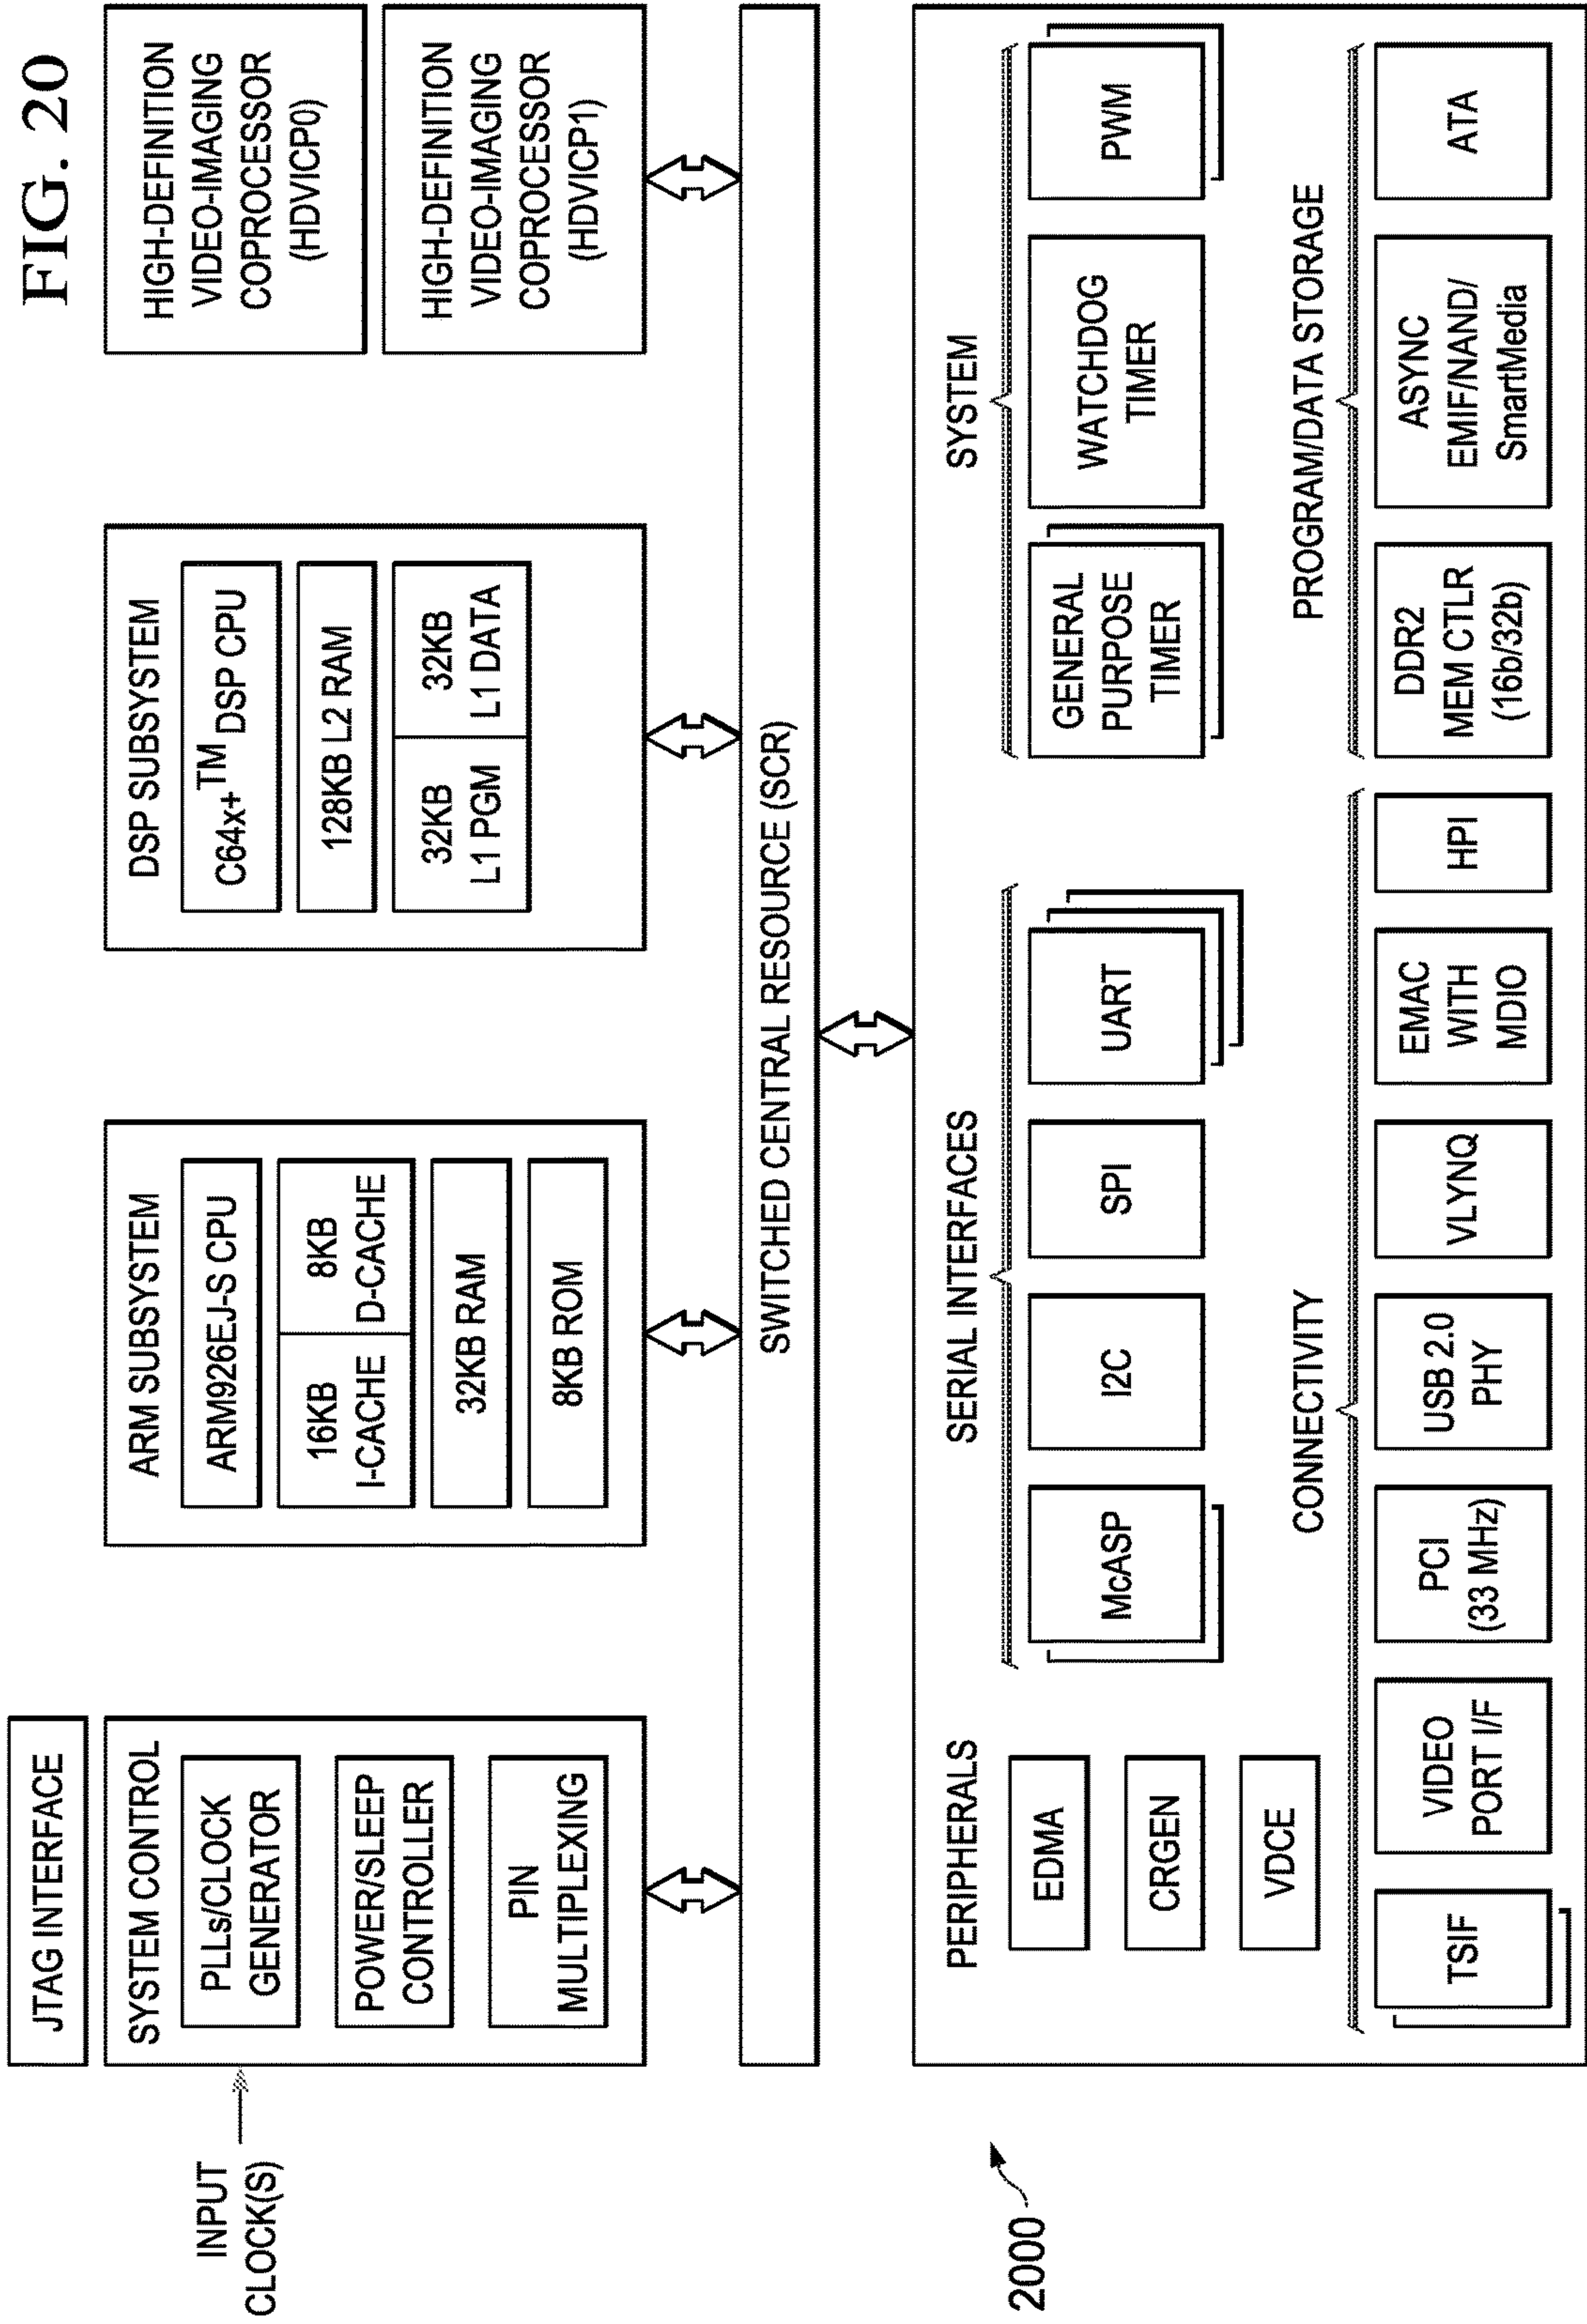 FIG. 20
JTAG INTERFACE
INPUT
CLOCK(S)
SYSTEM CONTROL
PLLs/CLOCK
GENERATOR
POWER/SLEEP
CONTROLLER
PIN
MULTIPLEXING
ARM SUBSYSTEM
ARM926EJ-S CPU
16KB
I-CACHE
8KB
D-CACHE
32KB RAM
8KB ROM
DSP SUBSYSTEM
C64x+™ DSP CPU
128KB L2 RAM
32KB
L1 PGM
32KB
L1 DATA
HIGH-DEFINITION
VIDEO-IMAGING
COPROCESSOR
(HDVICP0)
HIGH-DEFINITION
VIDEO-IMAGING
COPROCESSOR
(HDVICP1)
SWITCHED CENTRAL RESOURCE (SCR)
2000
PERIPHERALS
EDMA
CRGEN
VDCE
SERIAL INTERFACES
McASP
I2C
SPI
UART
SYSTEM
GENERAL
PURPOSE
TIMER
WATCHDOG
TIMER
PWM
CONNECTIVITY
TSIF
VIDEO
PORT I/F
PCI
(33 MHz)
USB 2.0
PHY
VLYNQ
EMAC
WITH
MDIO
HPI
PROGRAM/DATA STORAGE
DDR2
MEM CTLR
(16b/32b)
ASYNC
EMIF/NAND/
SmartMedia
ATA